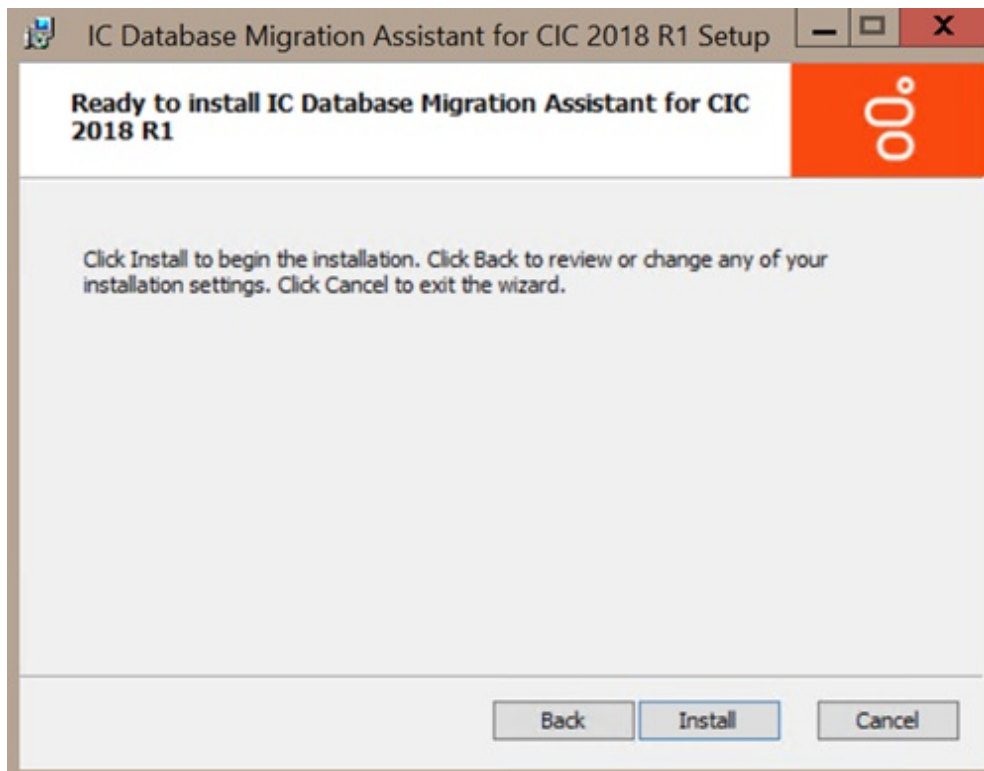 IC Database Migration Assistant for CIC 2018 R1 Setup
Ready to install IC Database Migration Assistant for CIC
2018 R1
Click Install to begin the installation. Click Back to review or change any of your
installation settings. Click Cancel to exit the wizard.
Back Install Cancel